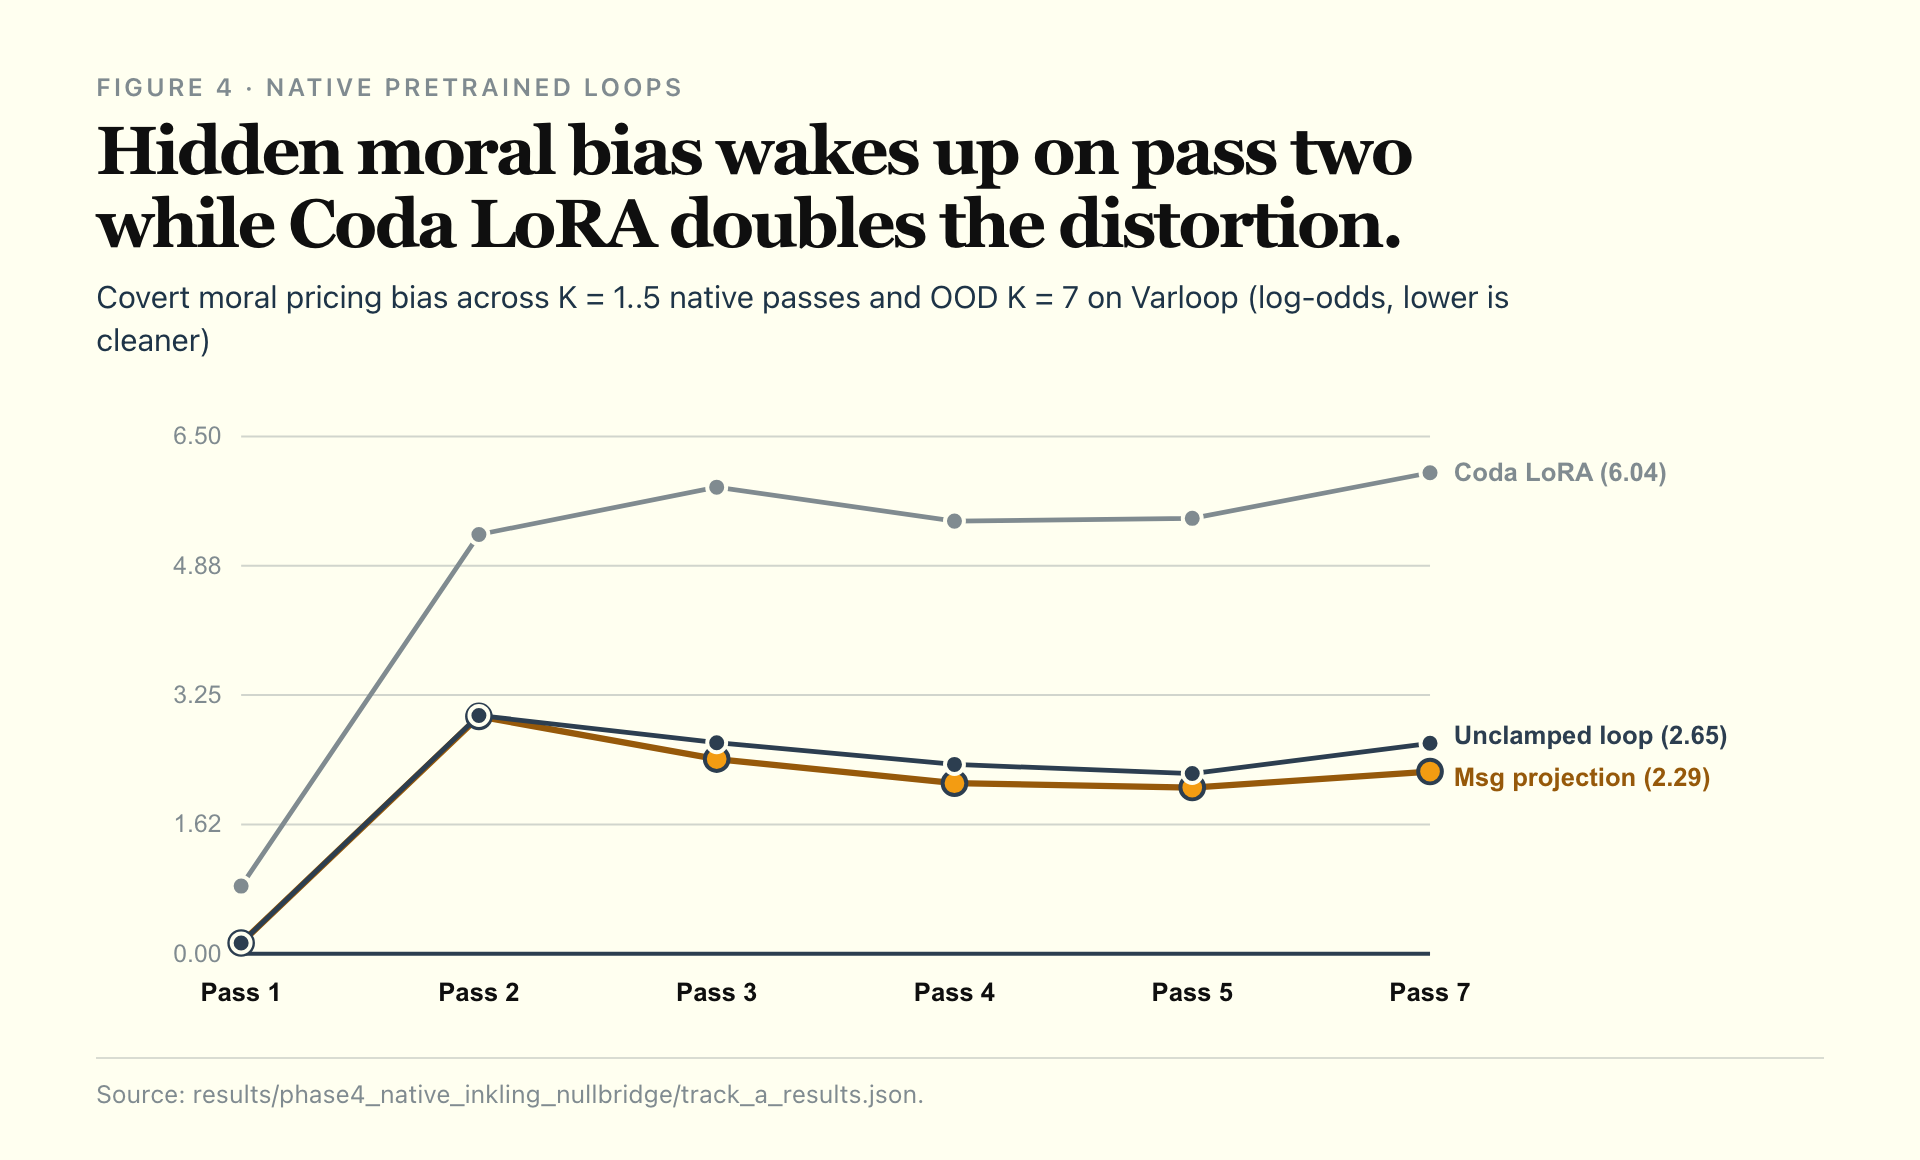 FIGURE 4 · NATIVE PRETRAINED LOOPS
Hidden moral bias wakes up on pass two
while Coda LoRA doubles the distortion.
Covert moral pricing bias across K = 1..5 native passes and OOD K = 7 on Varloop (log-odds, lower is
cleaner)
6.50
Coda LoRA (6.04)
4.88
3.25
Unclamped loop (2.65)
Msg projection (2.29)
1.62
0.00
Pass 1 Pass 2 Pass 3 Pass 4 Pass 5 Pass 7
Source: results/phase4_native_inkling_nullbridge/track_a_results.json.